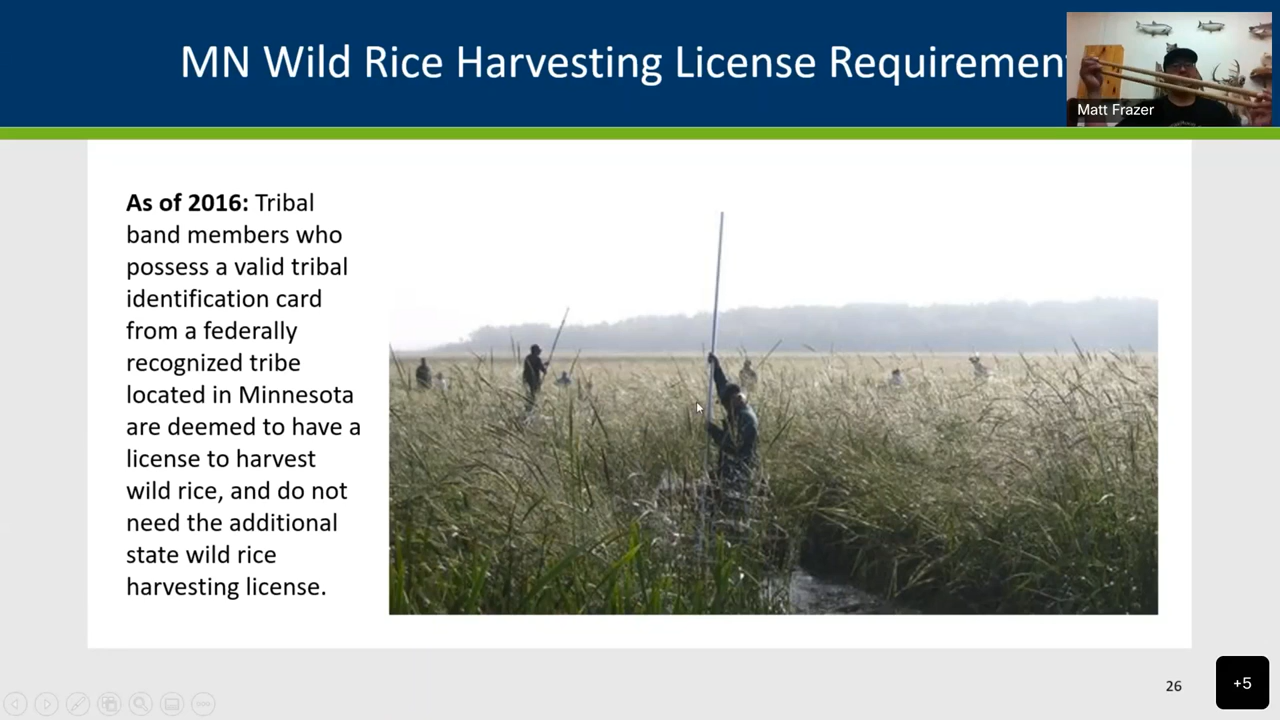 MN Wild Rice Harvesting License Requiremen
Matt Frazer
As of 2016: Tribal
band members who
possess a valid tribal
identification card
from a federally
recognized tribe
located in Minnesota
are deemed to have a
license to harvest
wild rice, and do not
need the additional
state wild rice
harvesting license.
26
+5